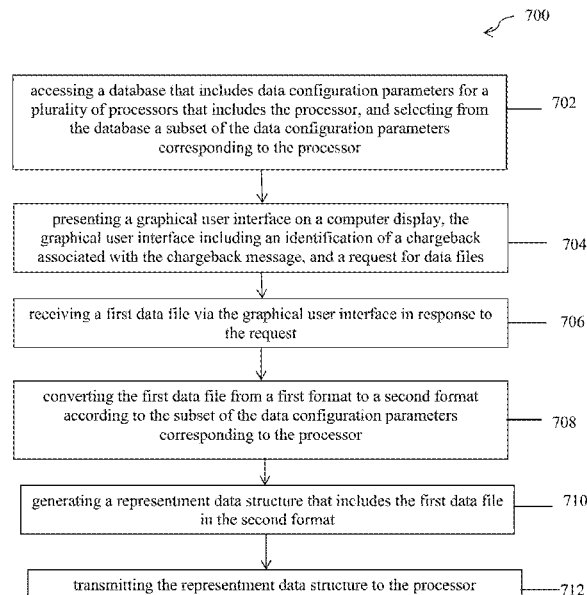 700
accessing a database that includes data configuration parameters for a
plurality of processors that includes the processor, and selecting from
the database a subset of the data configuration parameters
corresponding to the processor
702
presenting a graphical user interface on a computer display, the
graphical user interface including an identification of a chargeback
associated with the chargeback message, and a request for data files
704
receiving a first data file via the graphical user interface in response to
the request
706
converting the first data file from a first format to a second format
according to the subset of the data configuration parameters
corresponding to the processor
708
generating a representment data structure that includes the first data file
in the second format
710
transmitting the representment data structure to the processor
712